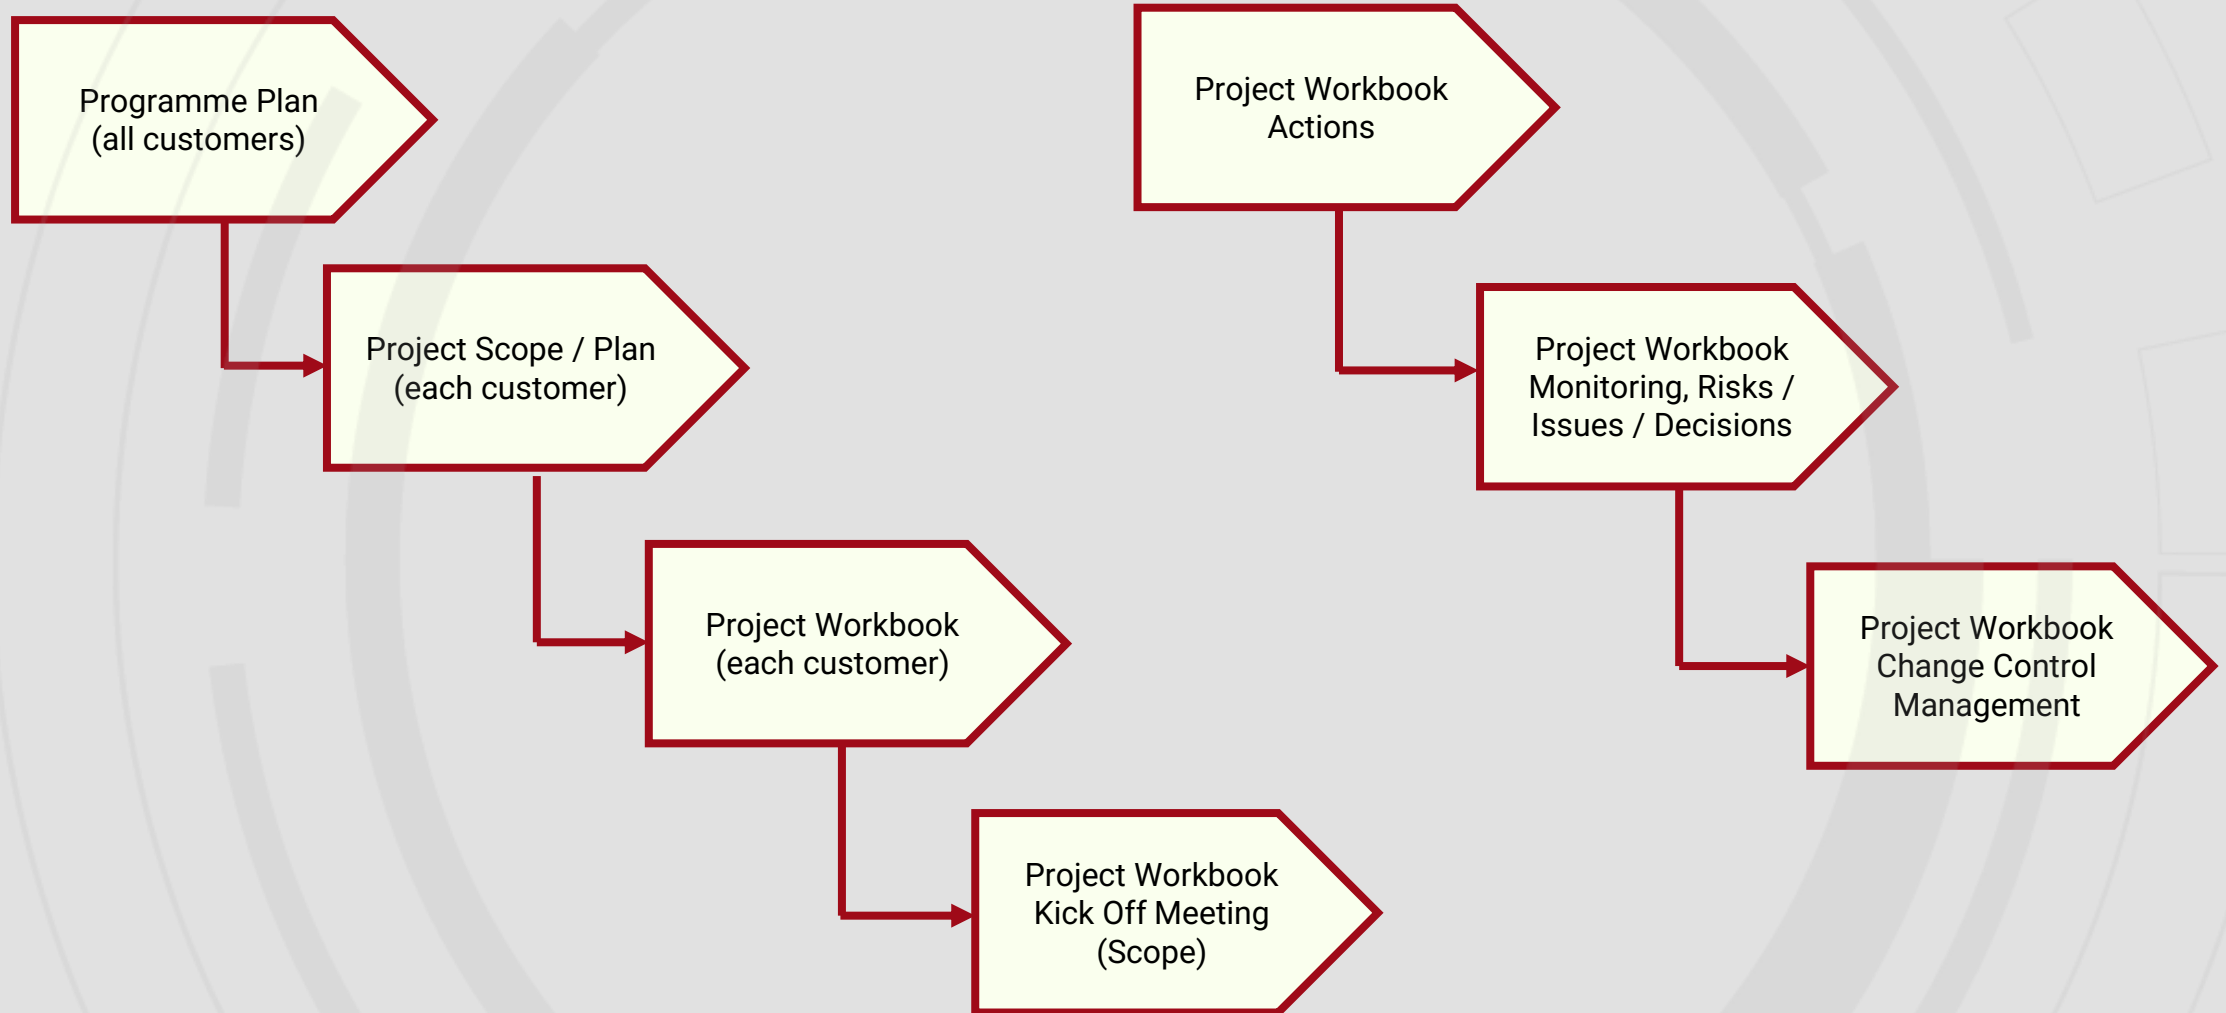 Programme Plan
(all customers)
Project Scope / Plan
(each customer)
Project Workbook
(each customer)
Project Workbook
Kick Off Meeting
(Scope)
Project Workbook
Actions
Project Workbook
Monitoring, Risks /
Issues / Decisions
Project Workbook
Change Control
Management